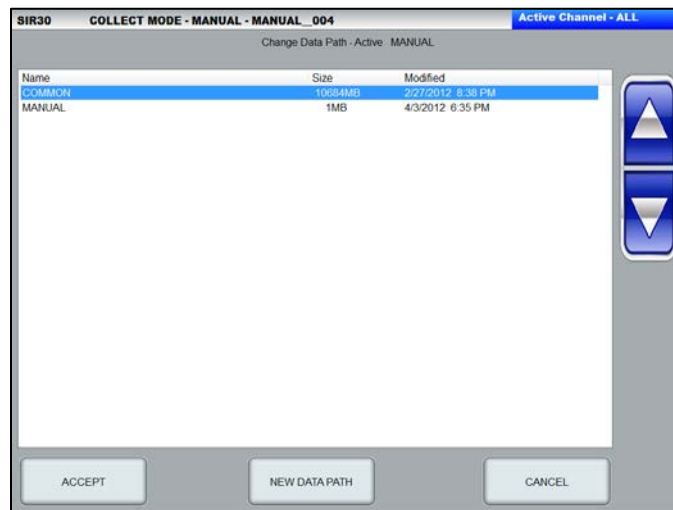 SIR30 COLLECT MODE - MANUAL - MANUAL__004 Active Channel - ALL
Change Data Path - Active MANUAL
Name Size Modified
COMMON 10684MB 2/27/2012 8:38 PM
MANUAL 1MB 4/3/2012 6:35 PM
ACCEPT NEW DATA PATH CANCEL